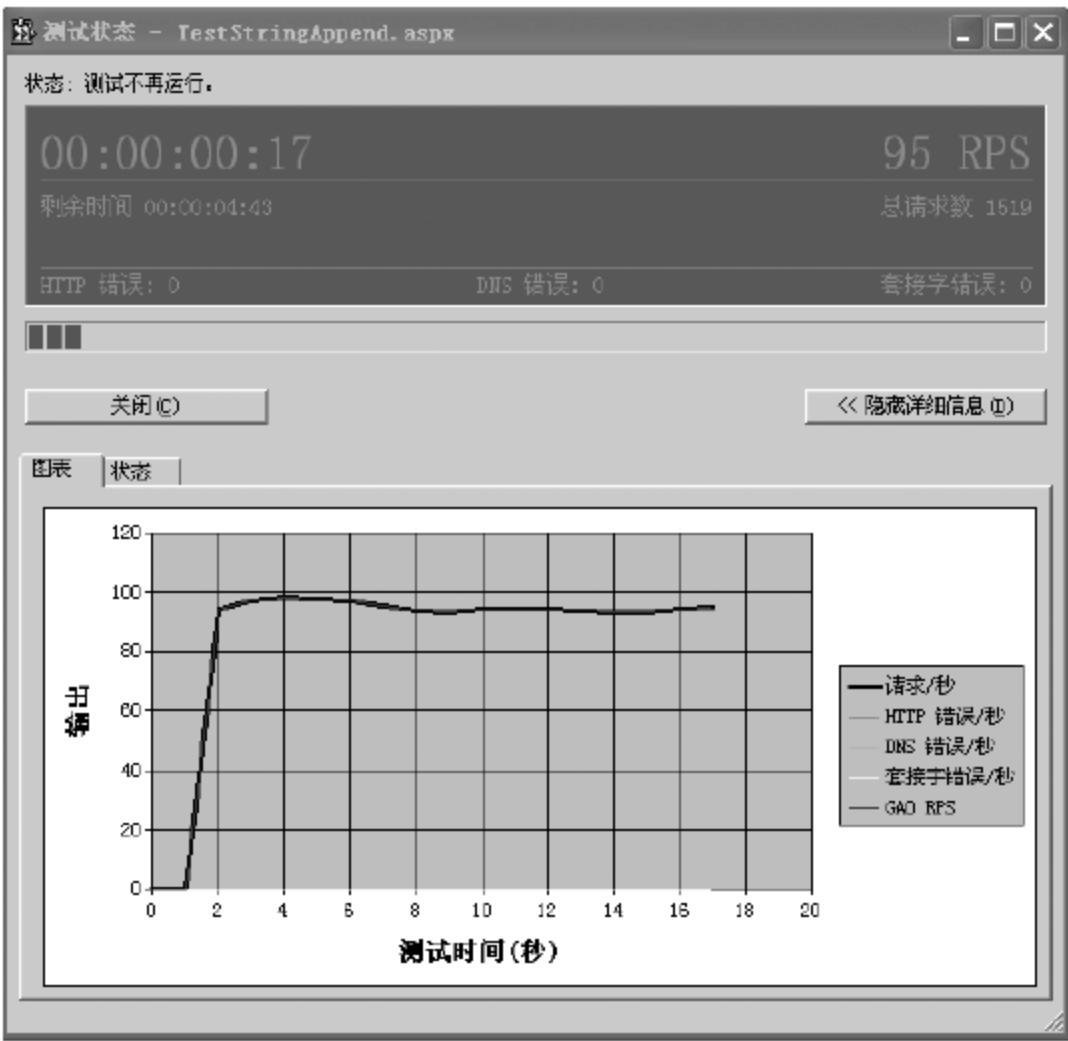 测试状态 - TestStringAppend.aspx
状态: 测试不再运行。
00:00:00:17 95 RPS
剩余时间 00:00:04:43 总请求数 1519
HTTP 错误: 0 DNS 错误: 0 套接字错误: 0
关闭(C) << 隐藏详细信息(D)
图表 状态
120
100
80
60
40
20
0
输出
0 2 4 6 8 10 12 14 16 18 20
测试时间(秒)
请求/秒
HTTP 错误/秒
DNS 错误/秒
套接字错误/秒
GAO RPS